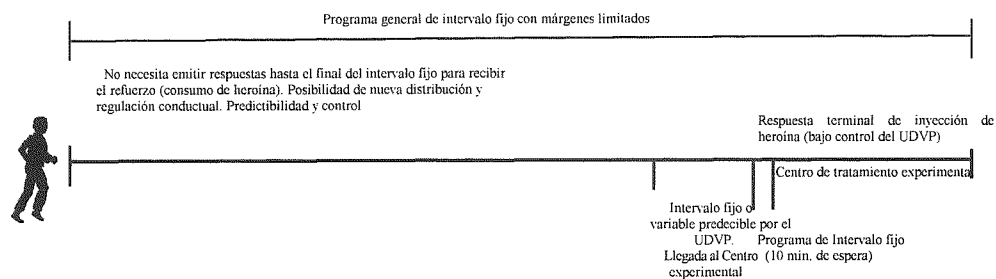 Programa general de intervalo fijo con márgenes limitados
No necesita emitir respuestas hasta el final del intervalo fijo para recibir
el refuerzo (consumo de heroína). Posibilidad de nueva distribución y
regulación conductual. Predictibilidad y control
Respuesta terminal de inyección de
heroína (bajo control del UDVP)
Centro de tratamiento experimenta
Intervalo fijo o
variable predecible por el
UDVP.
Programa de Intervalo fijo
Llegada al Centro
(10 min. de espera)
experimental